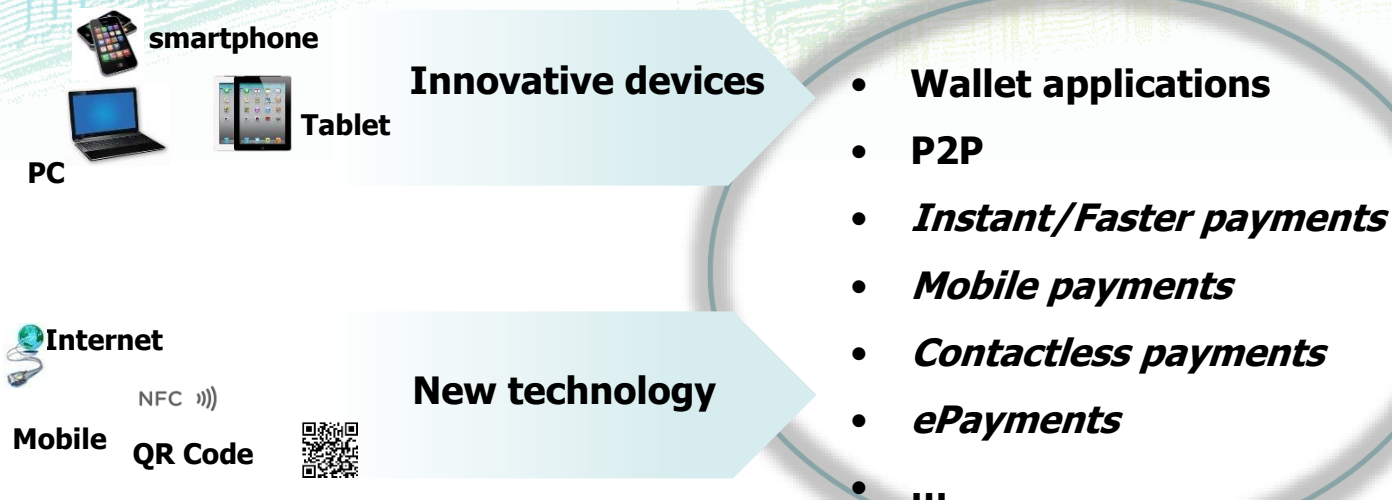 smartphone
Tablet
PC
Innovative devices
Internet
NFC
Mobile
QR Code
New technology
• Wallet applications
• P2P
• Instant/Faster payments
• Mobile payments
• Contactless payments
• ePayments
• ...